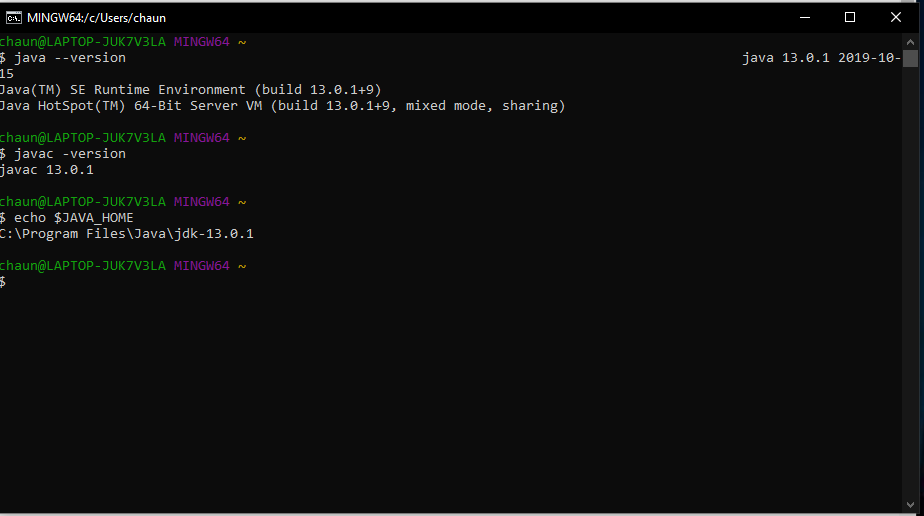 MINGW64:/c/Users/chaun
chaun@LAPTOP-JUK7V3LA MINGW64 ~
$ java --version java 13.0.1 2019-10-
15
Java(TM) SE Runtime Environment (build 13.0.1+9)
Java HotSpot(TM) 64-Bit Server VM (build 13.0.1+9, mixed mode, sharing)
chaun@LAPTOP-JUK7V3LA MINGW64 ~
$ javac -version
javac 13.0.1
chaun@LAPTOP-JUK7V3LA MINGW64 ~
$ echo $JAVA_HOME
C:\Program Files\Java\jdk-13.0.1
chaun@LAPTOP-JUK7V3LA MINGW64 ~
$